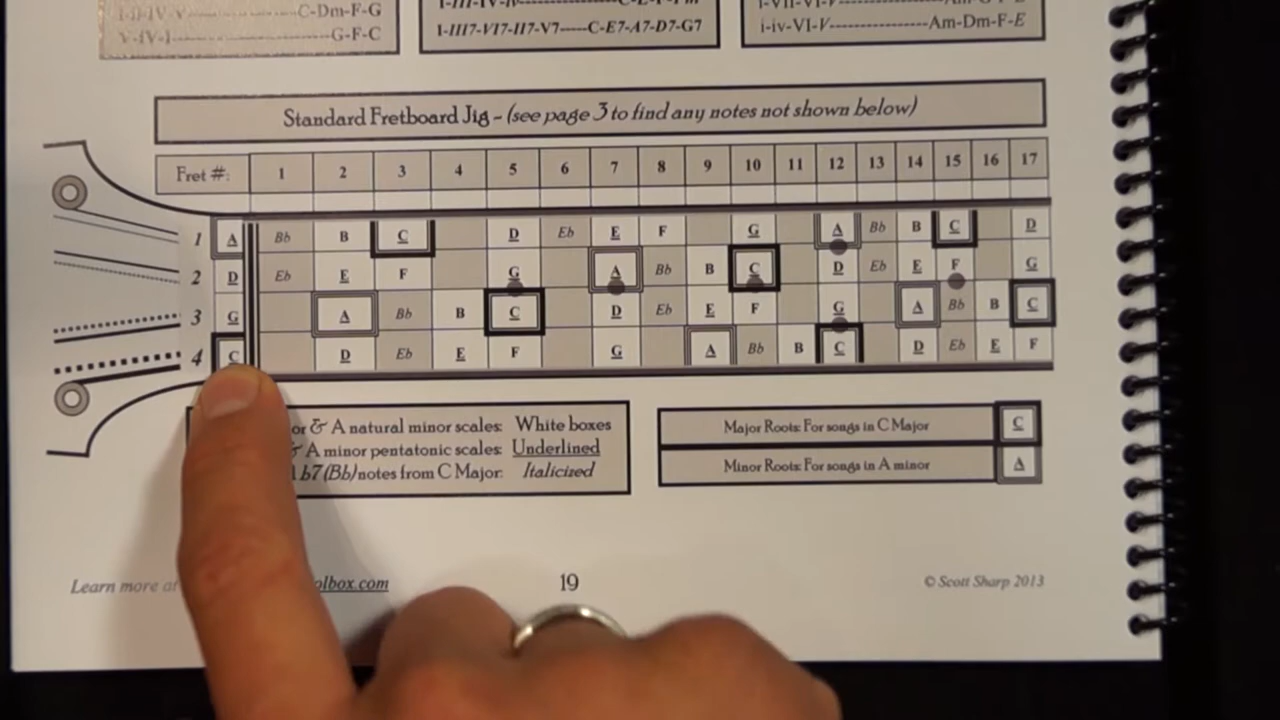 C-Dm-F-G
V-IV-I G-F-C
I-III7-VI7-II7-V7-----C-E7-A7-D7-G7
i-iv-VI-V Am-Dm-F-E
Standard Fretboard Jig - (see page 3 to find any notes not shown below)
Fret #: 1 2 3 4 5 6 7 8 9 10 11 12 13 14 15 16 17
1 A Bb B C D Eb E F G A Bb B C D
2 D Eb E F G A Bb B C D Eb E F G
3 G A Bb B C D Eb E F G A Bb B C
4 C D Eb E F G A Bb B C D Eb E F
or & A natural minor scales: White boxes
A minor pentatonic scales: Underlined
b7 (Bb) notes from C Major: Italicized
Major Roots: For songs in C Major C
Minor Roots: For songs in A minor A
Learn more at olbox.com
19
© Scott Sharp 2013